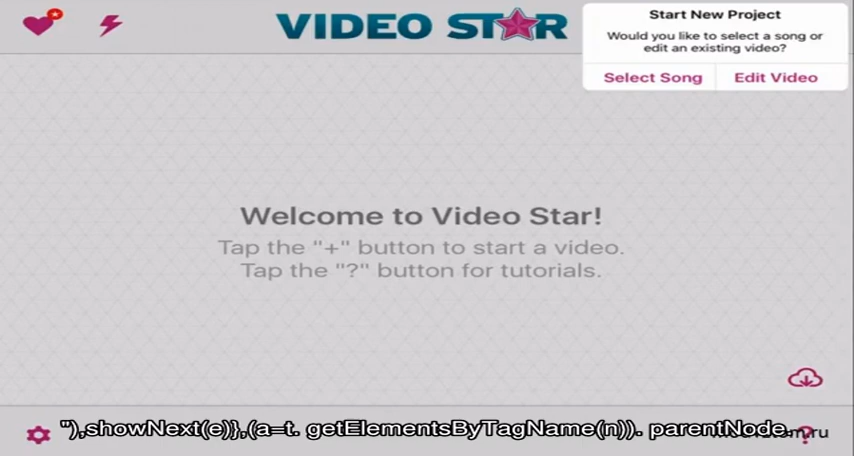 VIDEO STAR
Start New Project
Would you like to select a song or
edit an existing video?
Select Song
Edit Video
Welcome to Video Star!
Tap the "+" button to start a video.
Tap the "?" button for tutorials.
"),showNext(e)},(a=t. getElementsByTagName(n)). parentNode.